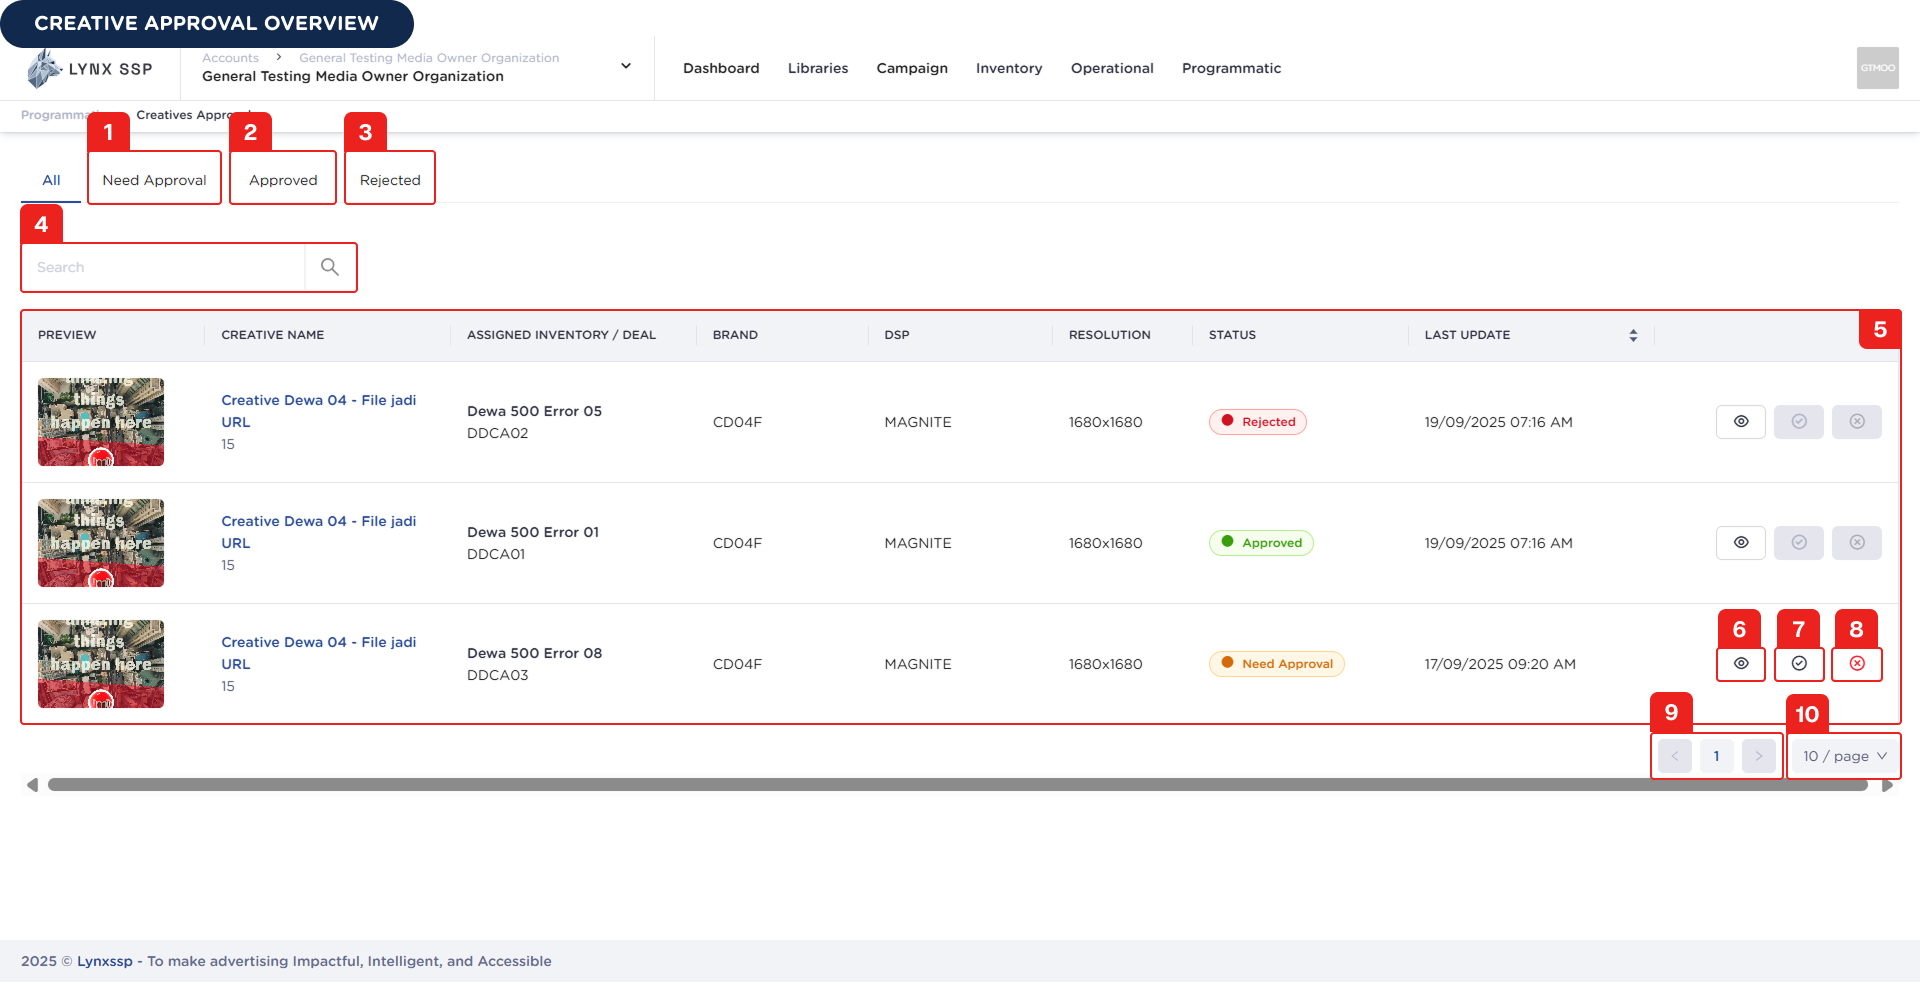 CREATIVE APPROVAL OVERVIEW
LYNX SSP
Accounts > General Testing Media Owner Organization
General Testing Media Owner Organization
Dashboard Libraries Campaign Inventory Operational Programmatic
GTMOO
Creatives
1 2 3
All Need Approval Approved Rejected
4
Search
5
PREVIEW CREATIVE NAME ASSIGNED INVENTORY / DEAL BRAND DSP RESOLUTION STATUS LAST UPDATE
things
happen here
Creative Dewa 04 - File jadi
URL
15
Dewa 500 Error 05
DDCA02
CD04F MAGNITE 1680x1680 Rejected 19/09/2025 07:16 AM
things
happen here
Creative Dewa 04 - File jadi
URL
15
Dewa 500 Error 01
DDCA01
CD04F MAGNITE 1680x1680 Approved 19/09/2025 07:16 AM
6 7 8
things
happen here
Creative Dewa 04 - File jadi
URL
15
Dewa 500 Error 08
DDCA03
CD04F MAGNITE 1680x1680 Need Approval 17/09/2025 09:20 AM
9 10
< 1 > 10 / page
2025 © Lynxssp - To make advertising Impactful, Intelligent, and Accessible